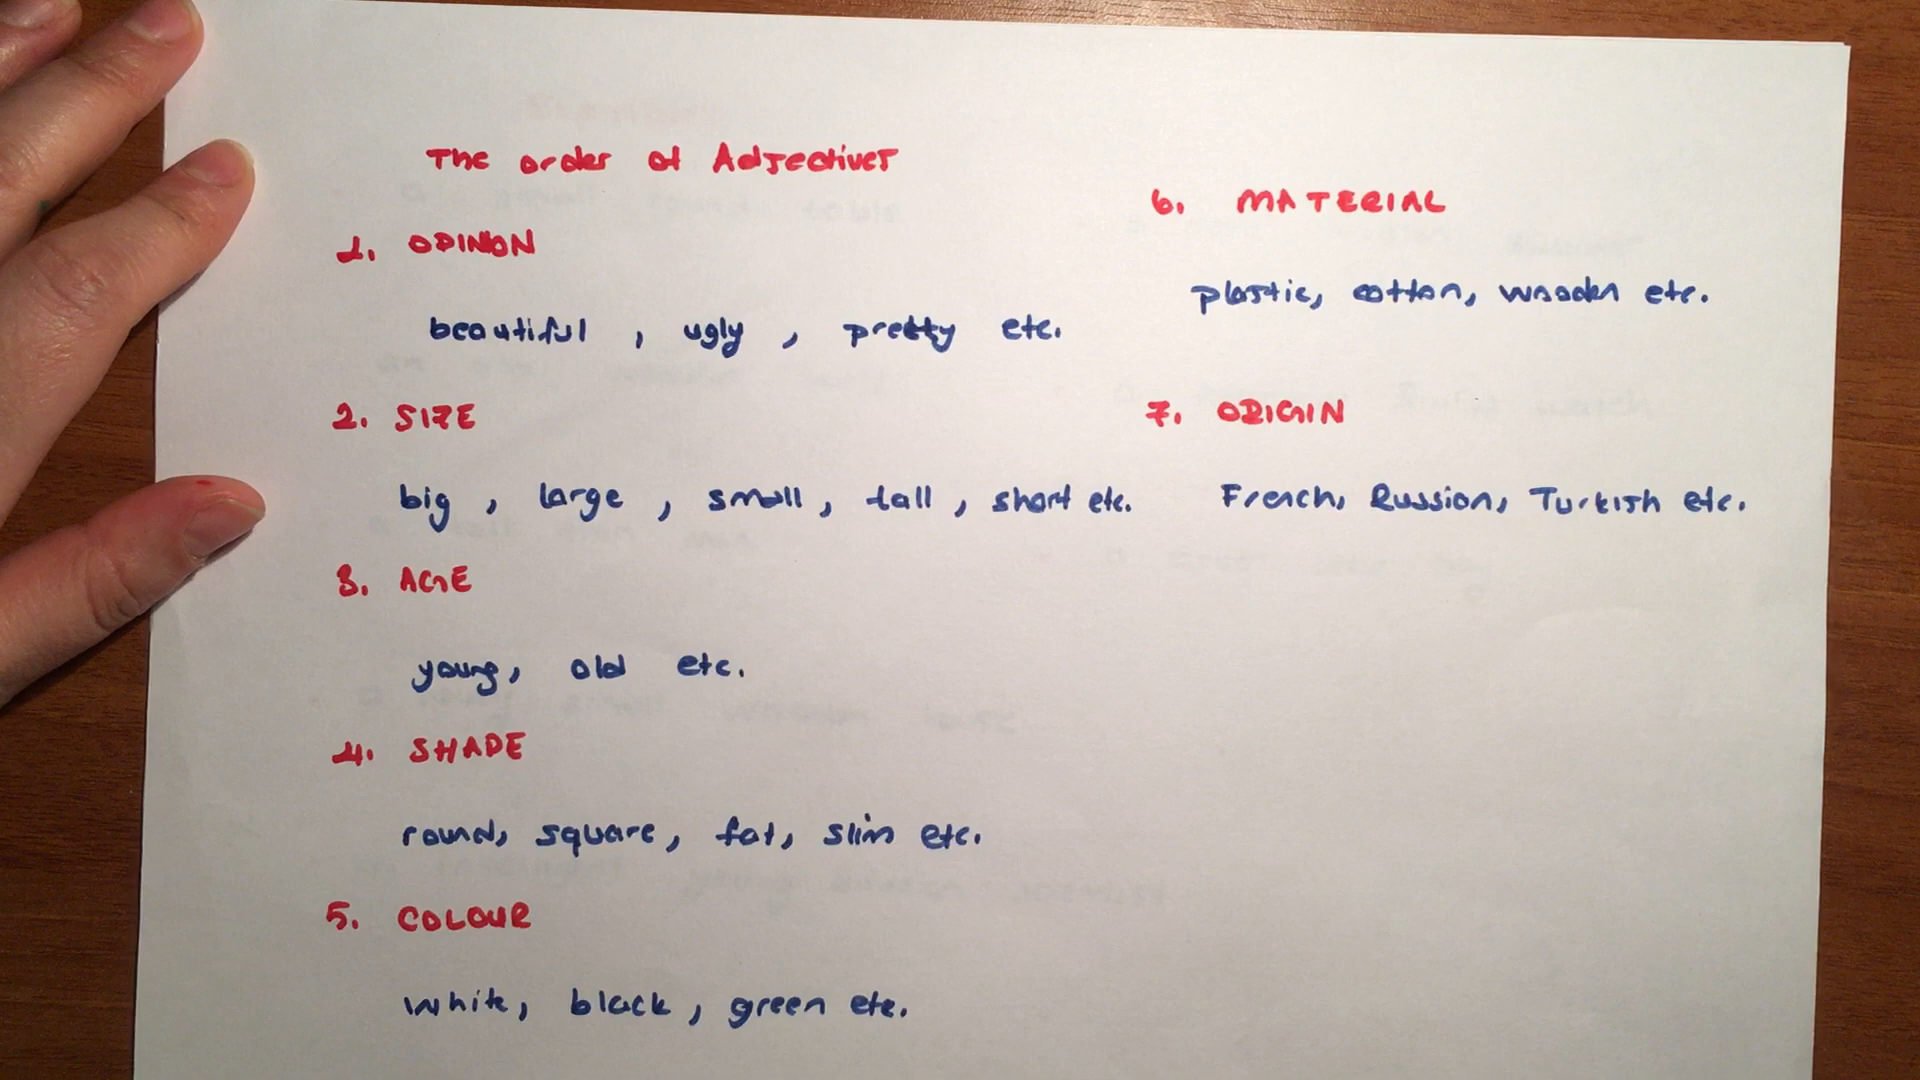 The order of Adjectives
1. OPINION
beautiful , ugly , pretty etc.
2. SIZE
big , large , small , tall , short etc.
3. AGE
young, old etc.
4. SHAPE
round, square, fat, slim etc.
5. COLOUR
white, black , green etc.
6. MATERIAL
plastic, cotton, wooden etc.
7. ORIGIN
French, Russian, Turkish etc.